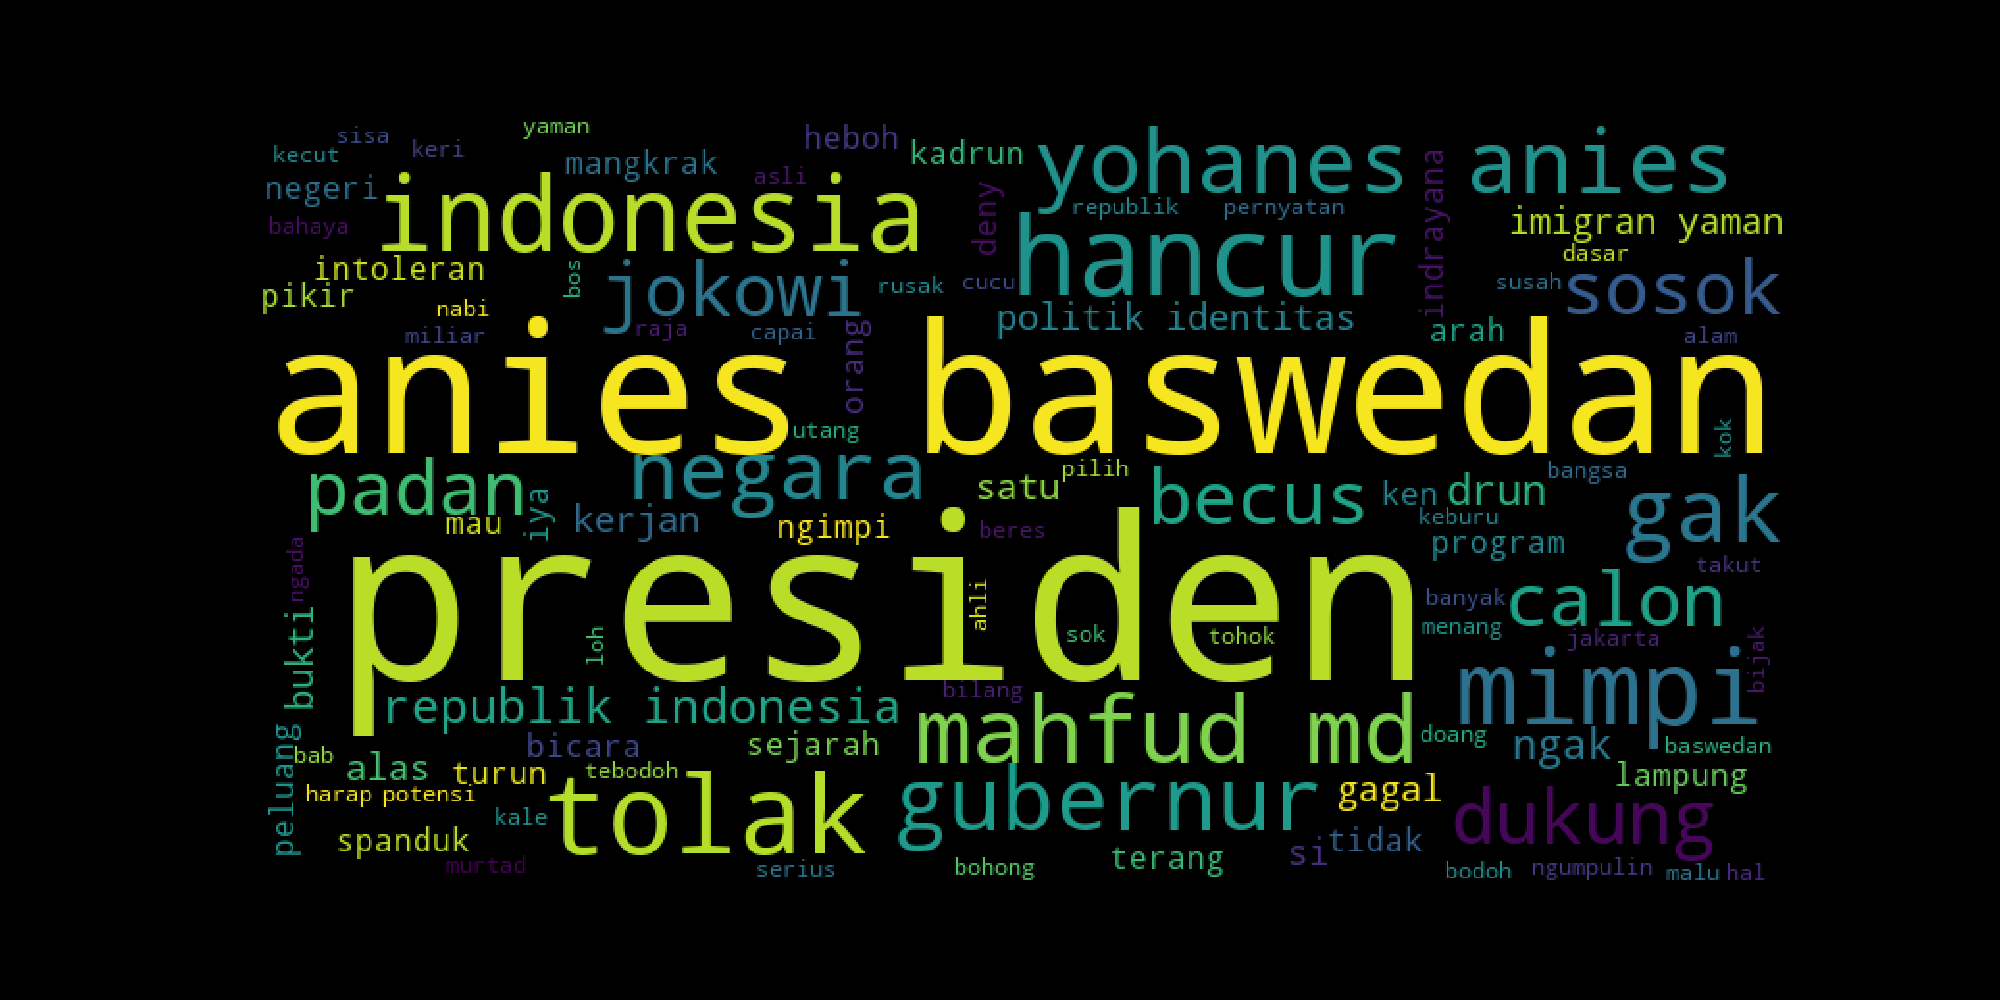 yaman
sisa
keri
heboh
kecut
mangkrak
kadrun
yohanes anies
negeri
asli
indonesia
deny
indrayana
republik
pernyatan
bahaya
imigran yaman
hancur
dasar
intoleran
bos
jokowi
rusak
cucu
susah
sosok
pikir
nabi
politik identitas
miliar
raja
capai
orang
arah
alam
anies baswedan
utang
kok
negara
padan
satu
pilih
becus
ken
drun
bangsa
gak
mau
iya
kerjan
ngimpi
beres
keburu
program
ngada
presiden
takut
ahli
banyak
calon
bukti
loh
sok
tohok
menang
jakarta
bijak
mimpi
republik indonesia
bilang
mahfud md
peluang
bab
bicara
sejarah
doang
ngak
baswedan
alas
turun
tebodoh
lampung
harap
potensi
kale
tolak
gubernur
gagal
dukung
spanduk
si
tidak
murtad
serius
bohong
terang
bodoh
ngumpulin
malu
hal